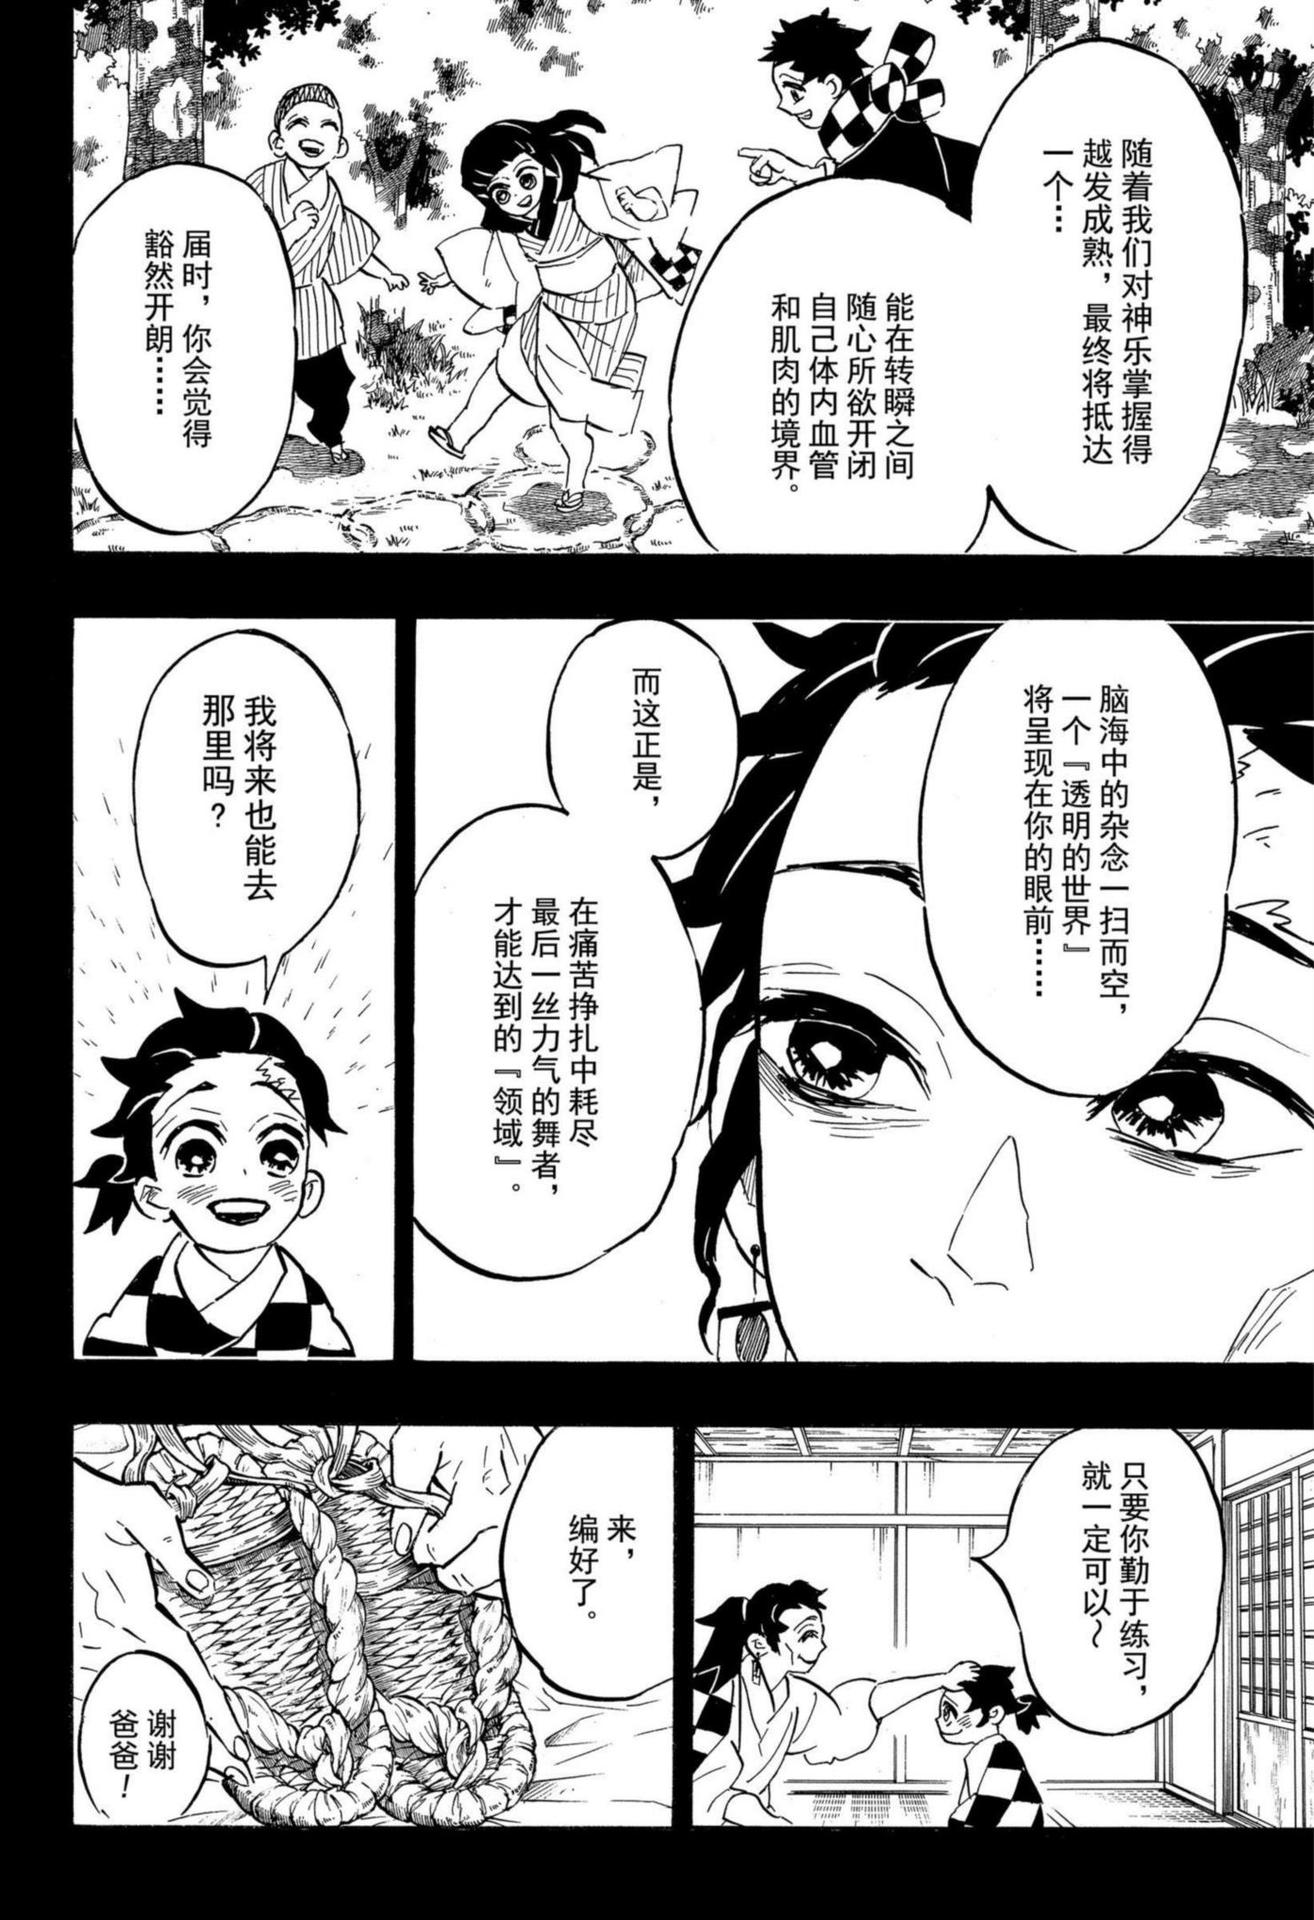 随着我们对神乐掌握得
越发成熟，最终将抵达
一个……
能在转瞬之间
随心所欲开闭
自己体内血管
和肌肉的境界。
届时，你会觉得
豁然开朗……
脑海中的杂念一扫而空，
一个『透明的世界』
将呈现在你的眼前……
而这正是，
在痛苦挣扎中耗尽
最后一丝力气的舞者，
才能达到的『领域』。
我将来也能去
那里吗？
只要你勤于练习，
就一定可以～
来，
编好了。
谢谢
爸爸！